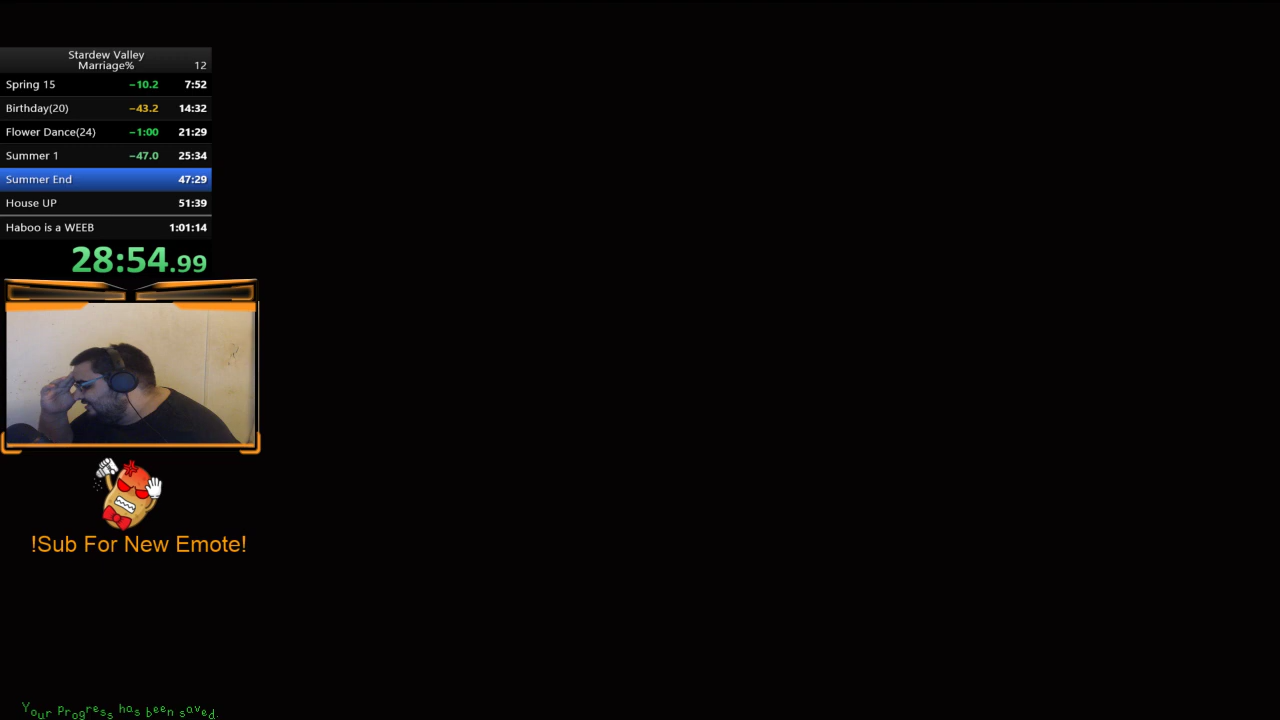 Stardew Valley
Marriage%
12
Spring 15 −10.2 7:52
Birthday(20) −43.2 14:32
Flower Dance(24) −1:00 21:29
Summer 1 −47.0 25:34
Summer End 47:29
House UP 51:39
Haboo is a WEEB 1:01:14
28:54.99
!Sub For New Emote!
Your progress has been saved.